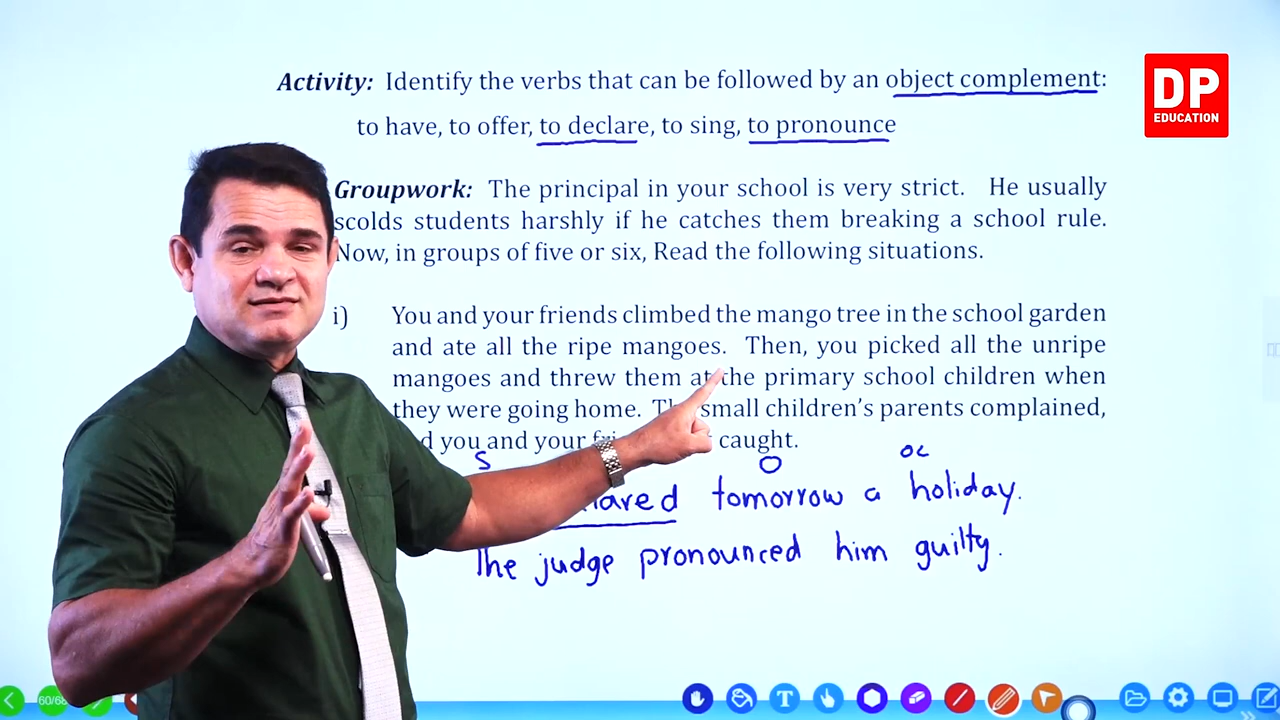 Activity: Identify the verbs that can be followed by an object complement:
to have, to offer, to declare, to sing, to pronounce
DP
EDUCATION
Groupwork: The principal in your school is very strict. He usually
scolds students harshly if he catches them breaking a school rule.
Now, in groups of five or six, Read the following situations.
i) You and your friends climbed the mango tree in the school garden
and ate all the ripe mangoes. Then, you picked all the unripe
mangoes and threw them at the primary school children when
they were going home. small children's parents complained,
you and your caught.
S O oc
tomorrow a holiday.
The judge pronounced him guilty.
60/68
T